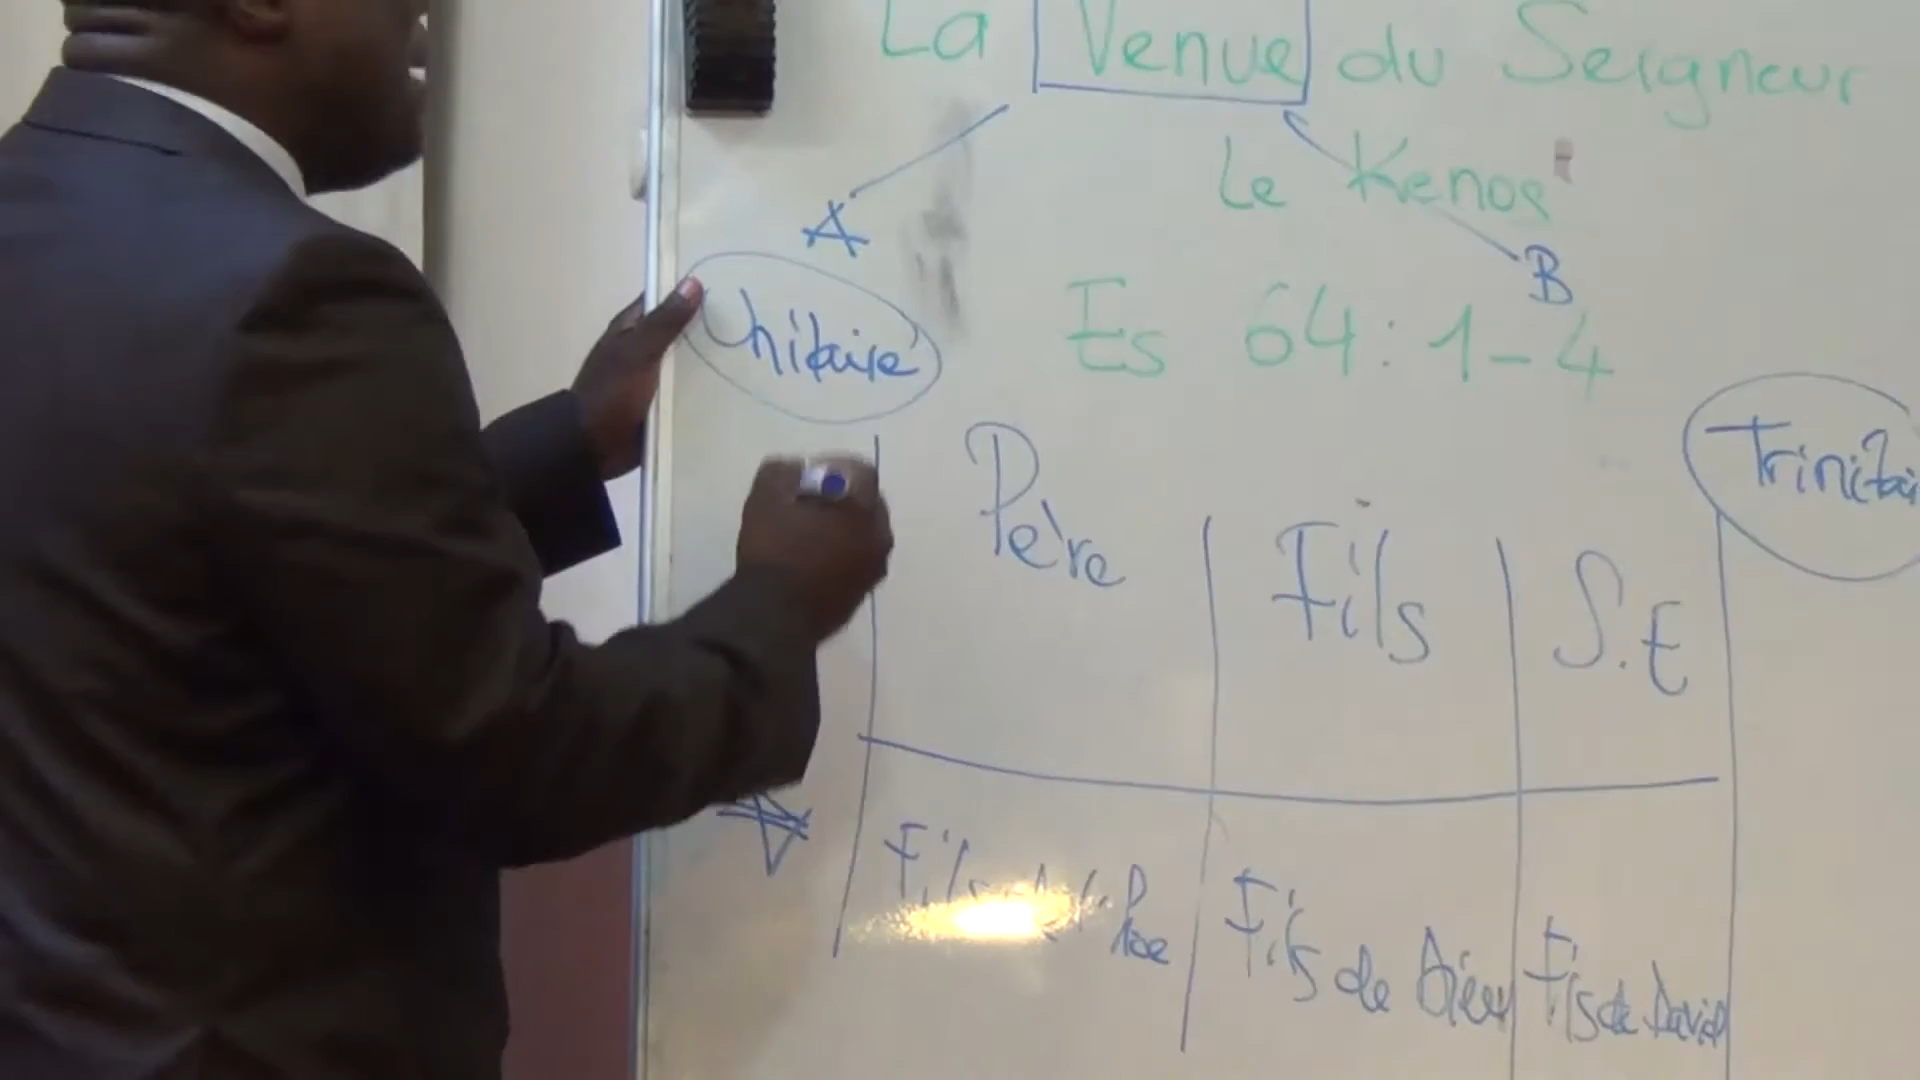 La Venue du Seigneur
Le Kenos
A
B
Unitaire
Es 64:1-4
Trinitai
Père
Fils
S.E
Fils
Fils de Dieu
Fils de David